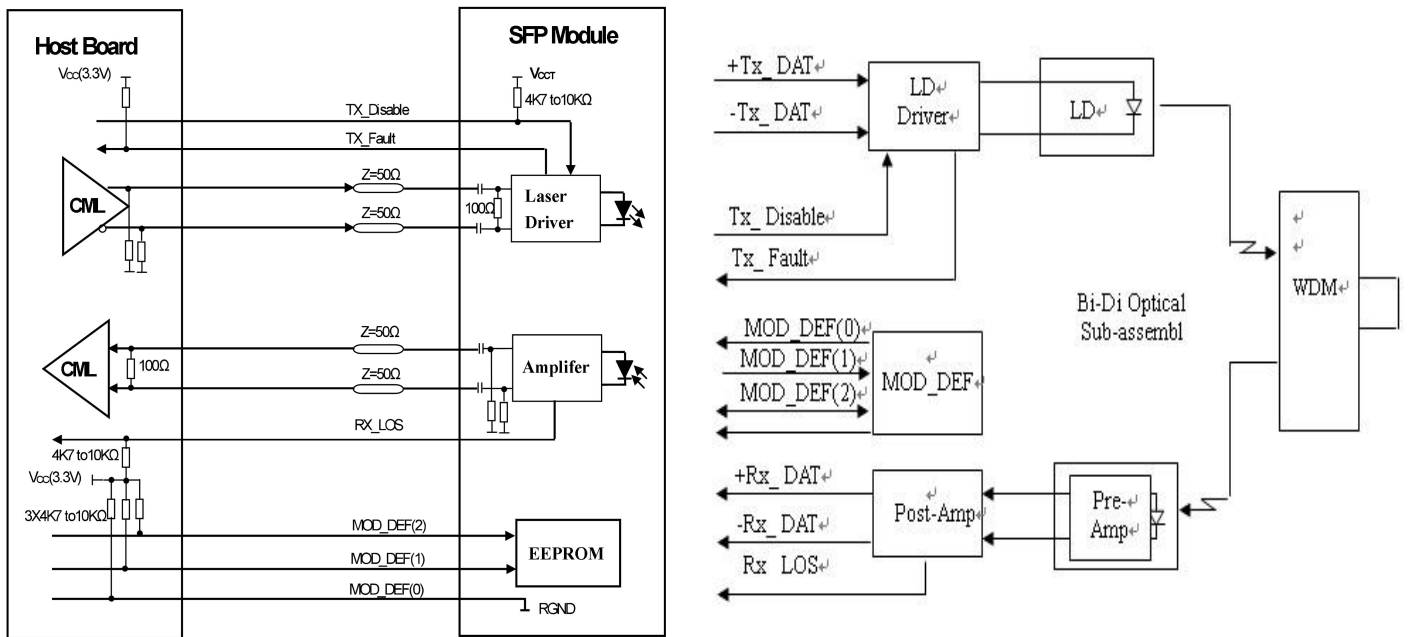 Host Board
SFP Module
Vcc(3.3V)
VCCT
4K7 to10KΩ
TX_Disable
TX_Fault
Z=50Ω
CML
100Ω
Laser
Driver
Z=50Ω
Z=50Ω
CML
100Ω
Amplifer
Z=50Ω
RX_LOS
4K7 to10KΩ
Vcc(3.3V)
3X4K7 to10KΩ
MOD_DEF(2)
MOD_DEF(1)
EEPROM
MOD_DEF(0)
RGND
+Tx_DAT
-Tx_DAT
LD
Driver
LD
Tx_Disable
Tx_Fault
WDM
Bi-Di Optical
Sub-assembl
MOD_DEF(0)
MOD_DEF(1)
MOD_DEF(2)
MOD_DEF
+Rx_DAT
-Rx_DAT
Rx LOS
Post-Amp
Pre-
Amp